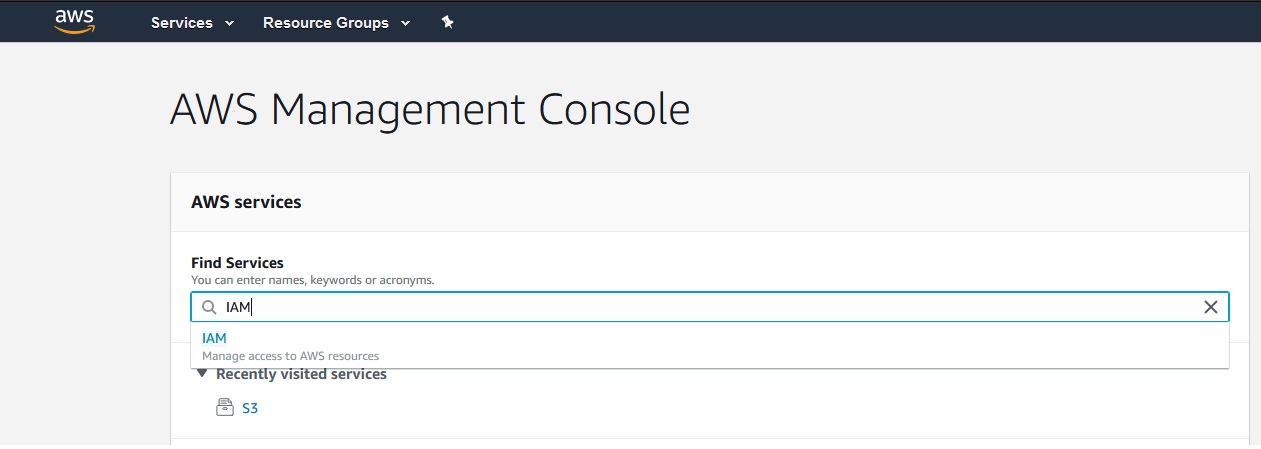 aws Services Resource Groups
AWS Management Console
AWS services
Find Services
You can enter names, keywords or acronyms.
IAM
IAM
Manage access to AWS resources
Recently visited services
S3